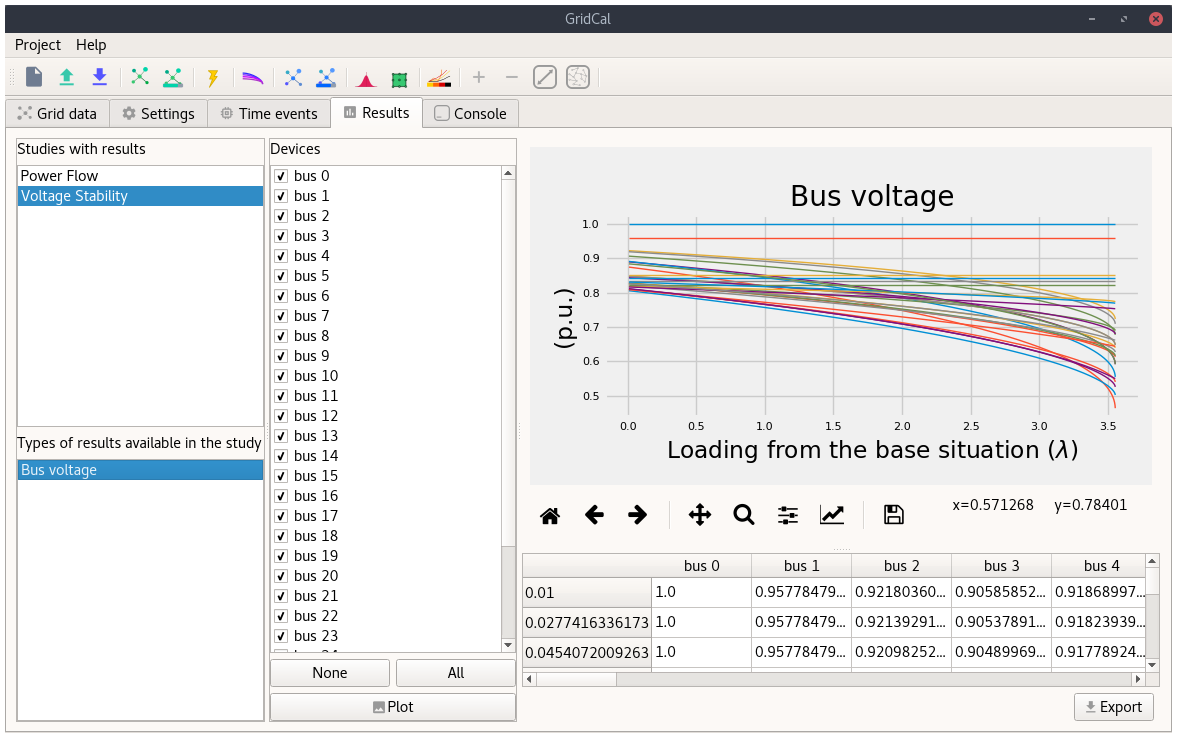 GridCal
Project Help
Grid data Settings Time events Results Console
Studies with results
Power Flow
Voltage Stability
Types of results available in the study
Bus voltage
Devices
bus 0
bus 1
bus 2
bus 3
bus 4
bus 5
bus 6
bus 7
bus 8
bus 9
bus 10
bus 11
bus 12
bus 13
bus 14
bus 15
bus 16
bus 17
bus 18
bus 19
bus 20
bus 21
bus 22
bus 23
None All
Plot
Bus voltage
(p.u.)
1.0
0.9
0.8
0.7
0.6
0.5
0.0 0.5 1.0 1.5 2.0 2.5 3.0 3.5
Loading from the base situation (λ)
x=0.571268 y=0.78401
bus 0 bus 1 bus 2 bus 3 bus 4
0.01 1.0 0.95778479... 0.92180360... 0.90585852... 0.91868997...
0.0277416336173 1.0 0.95778479... 0.92139291... 0.90537891... 0.91823939...
0.0454072009263 1.0 0.95778479... 0.92098252... 0.90489969... 0.91778924...
Export